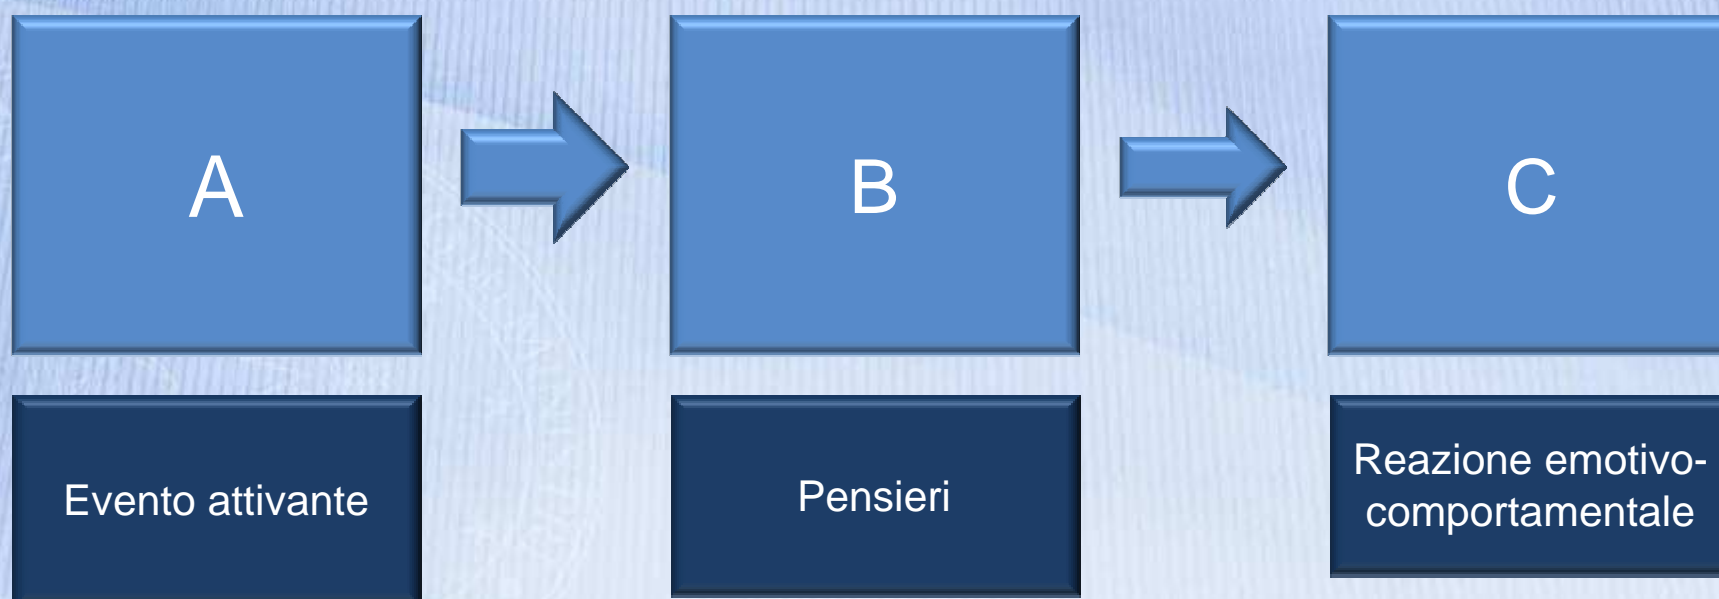 A
B
C
Evento attivante
Pensieri
Reazione emotivo-
comportamentale